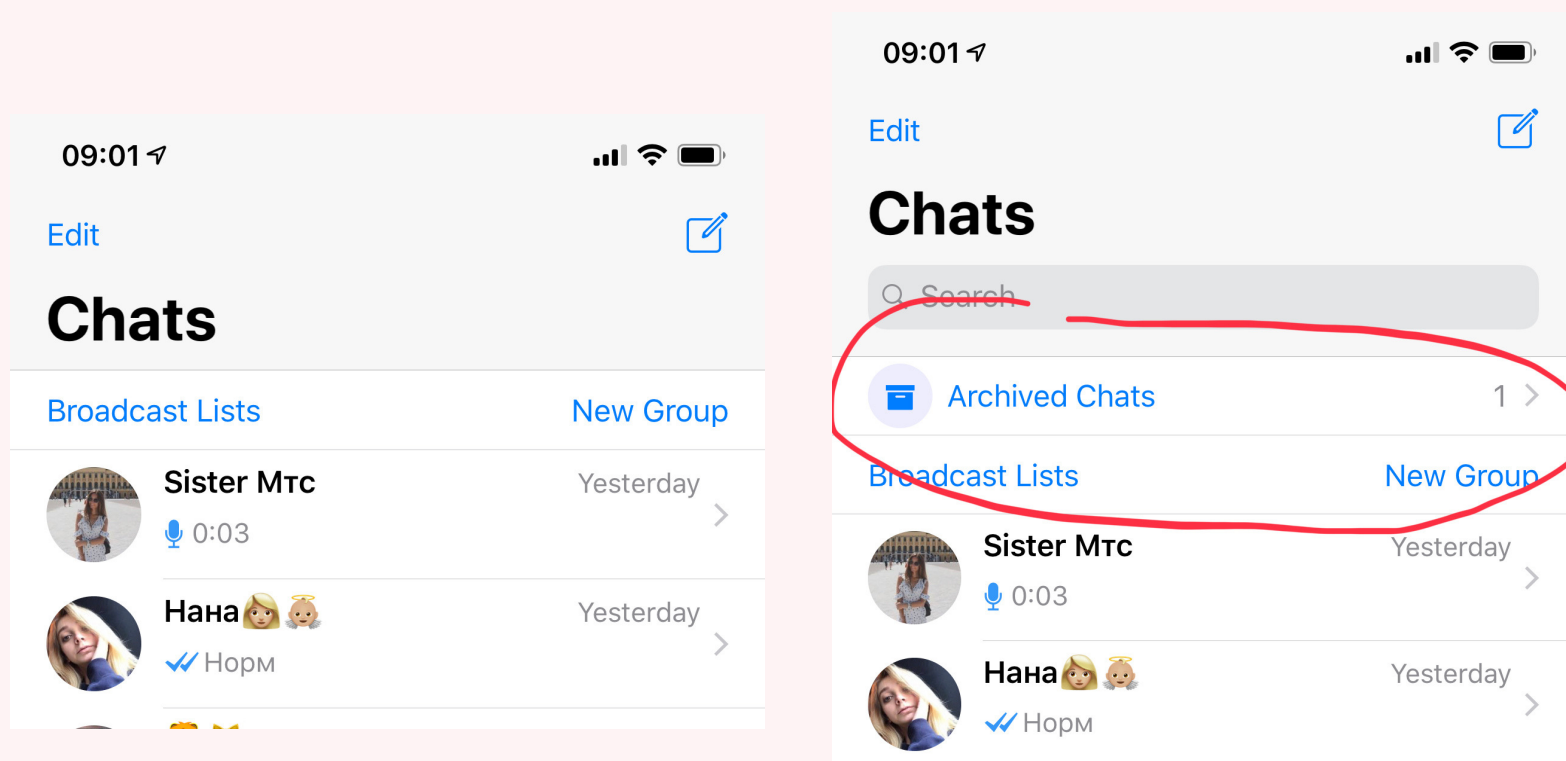 09:01
Edit
Chats
Broadcast Lists New Group
Sister Мтс Yesterday
0:03
Нана👩🏼👼🏼 Yesterday
Норм
09:01
Edit
Chats
Search
Archived Chats 1
Broadcast Lists New Group
Sister Мтс Yesterday
0:03
Нана👩🏼👼🏼 Yesterday
Норм